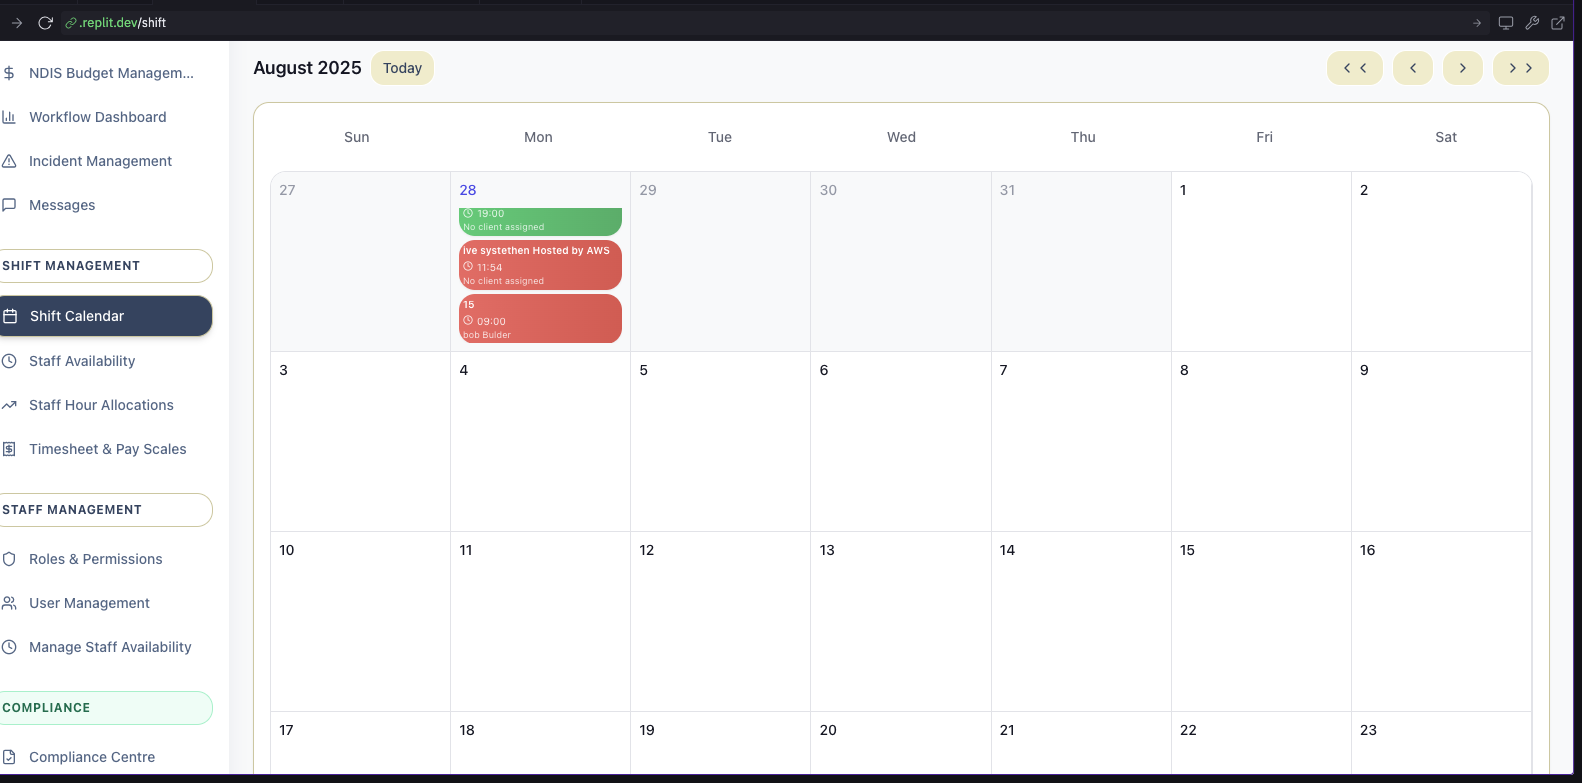 .replit.dev/shift
NDIS Budget Managem...
Workflow Dashboard
Incident Management
Messages
SHIFT MANAGEMENT
Shift Calendar
Staff Availability
Staff Hour Allocations
Timesheet & Pay Scales
STAFF MANAGEMENT
Roles & Permissions
User Management
Manage Staff Availability
COMPLIANCE
Compliance Centre
August 2025
Today
Sun Mon Tue Wed Thu Fri Sat
27 28 29 30 31 1 2
19:00
No client assigned
ive systethen Hosted by AWS
11:54
No client assigned
15
09:00
bob Bulder
3 4 5 6 7 8 9
10 11 12 13 14 15 16
17 18 19 20 21 22 23